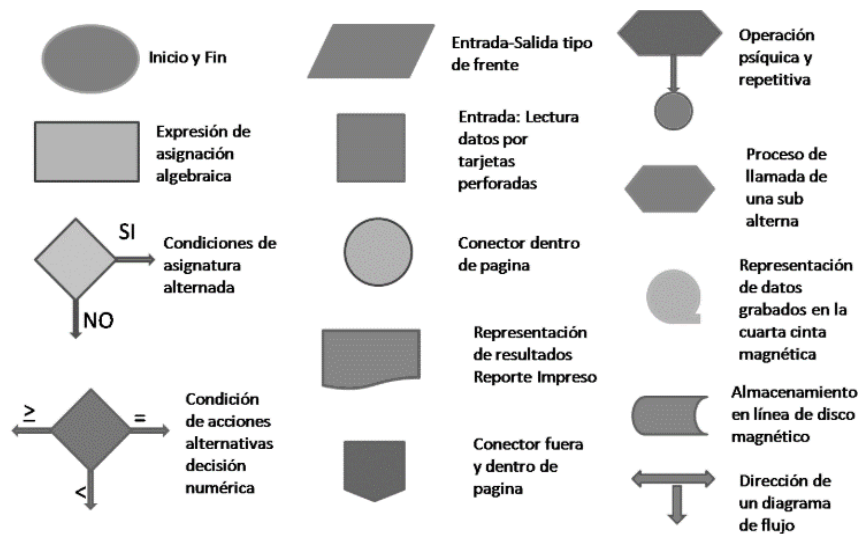 Inicio y Fin
Expresión de
asignación
algebraica
SI
NO
Condiciones de
asignatura
alternada
≥
=
<
Condición
de acciones
alternativas
decisión
numérica
Entrada-Salida tipo
de frente
Entrada: Lectura
datos por
tarjetas
perforadas
Conector dentro
de pagina
Representación
de resultados
Reporte Impreso
Conector fuera
y dentro de
pagina
Operación
psíquica y
repetitiva
Proceso de
llamada de
una sub
alterna
Representación
de datos
grabados en la
cuarta cinta
magnética
Almacenamiento
en línea de disco
magnético
Dirección de
un diagrama
de flujo